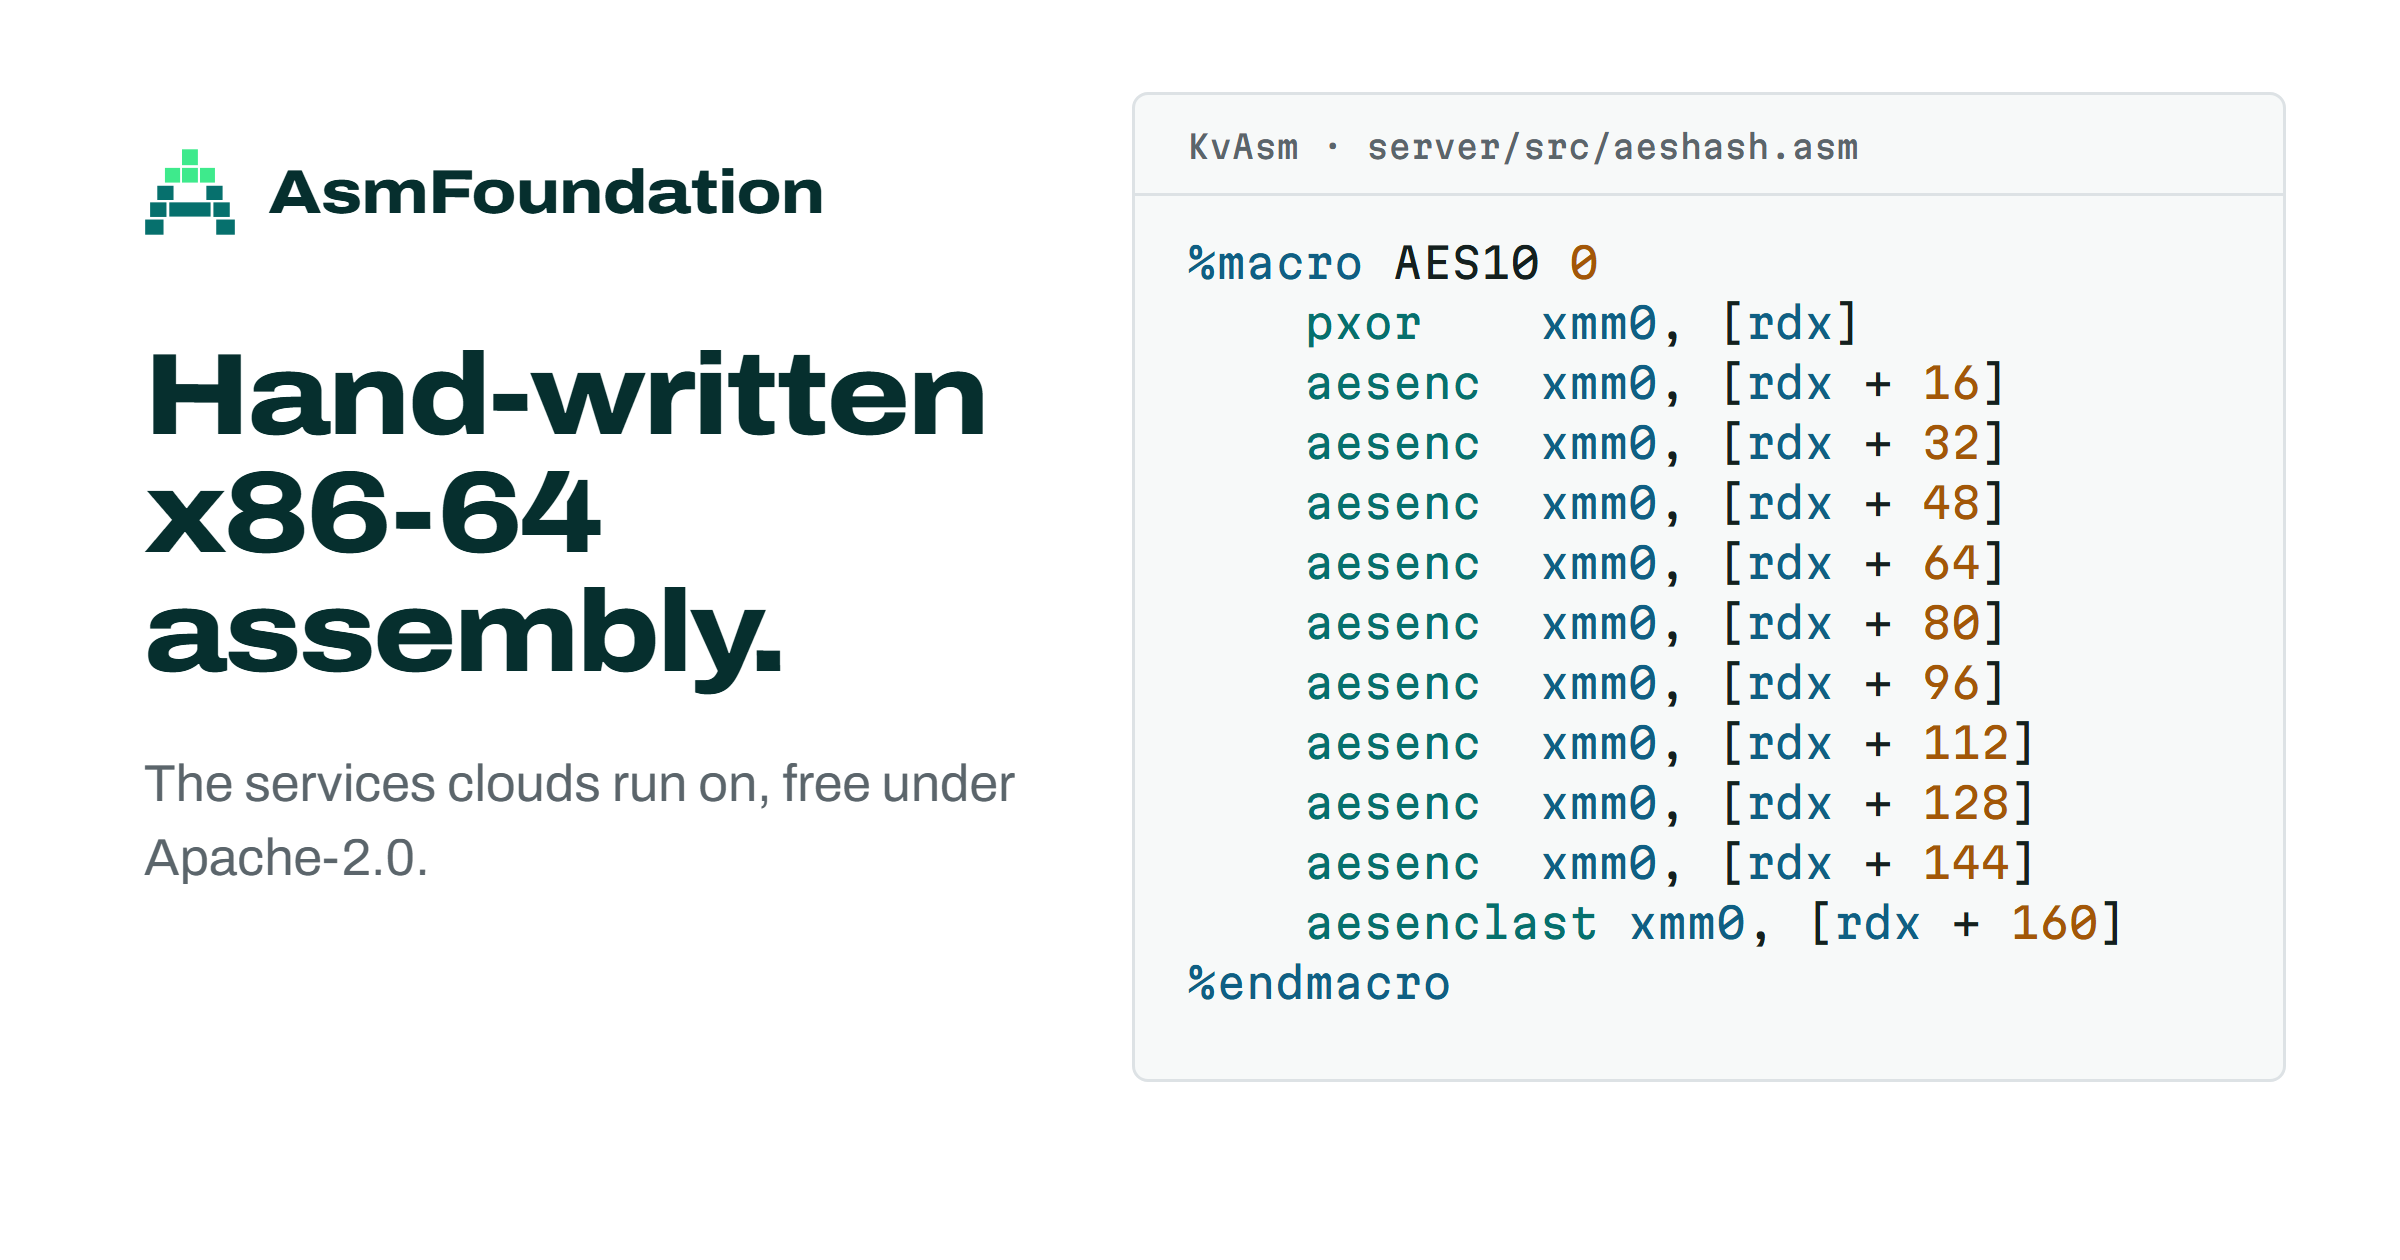 AsmFoundation
Hand-written
x86-64
assembly.
The services clouds run on, free under
Apache-2.0.
KvAsm · server/src/aeshash.asm
%macro AES10 0
    pxor    xmm0, [rdx]
    aesenc  xmm0, [rdx + 16]
    aesenc  xmm0, [rdx + 32]
    aesenc  xmm0, [rdx + 48]
    aesenc  xmm0, [rdx + 64]
    aesenc  xmm0, [rdx + 80]
    aesenc  xmm0, [rdx + 96]
    aesenc  xmm0, [rdx + 112]
    aesenc  xmm0, [rdx + 128]
    aesenc  xmm0, [rdx + 144]
    aesenclast xmm0, [rdx + 160]
%endmacro